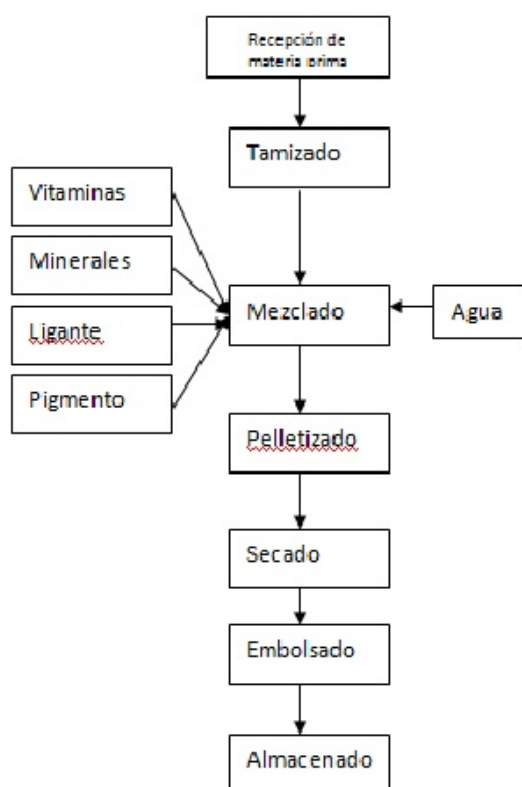 Recepción de
materia prima
Tamizado
Vitaminas
Minerales
Ligante
Pigmento
Mezclado
Agua
Pelletizado
Secado
Embolsado
Almacenado